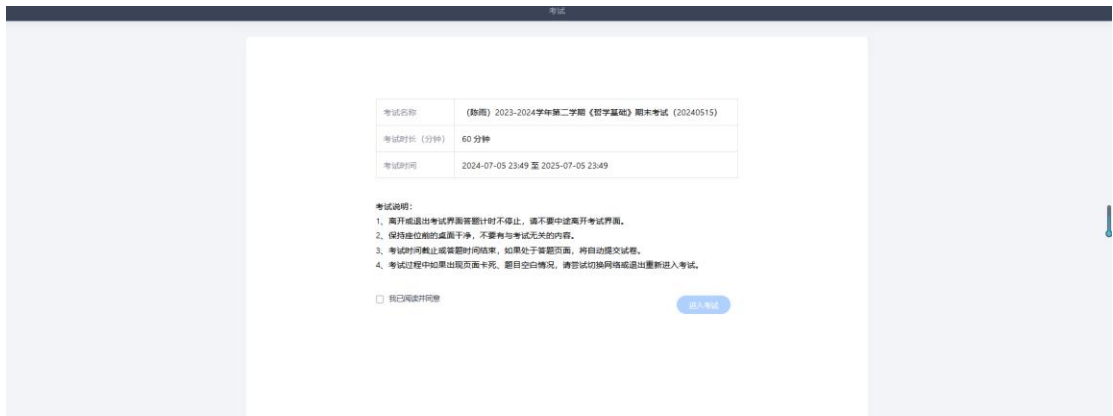 考试
考试名称 (陈雨) 2023-2024学年第二学期《哲学基础》期末考试 (20240515)
考试时长（分钟） 60 分钟
考试时间 2024-07-05 23:49 至 2025-07-05 23:49
考试说明：
1、离开或退出考试界面答题计时不停止，请不要中途离开考试界面。
2、保持座位前的桌面干净，不要有与考试无关的内容。
3、考试时间截止或答题时间结束，如果处于答题页面，将自动提交试卷。
4、考试过程中如果出现页面卡死、题目空白情况，请尝试切换网络或退出重新进入考试。
我已阅读并同意
进入考试